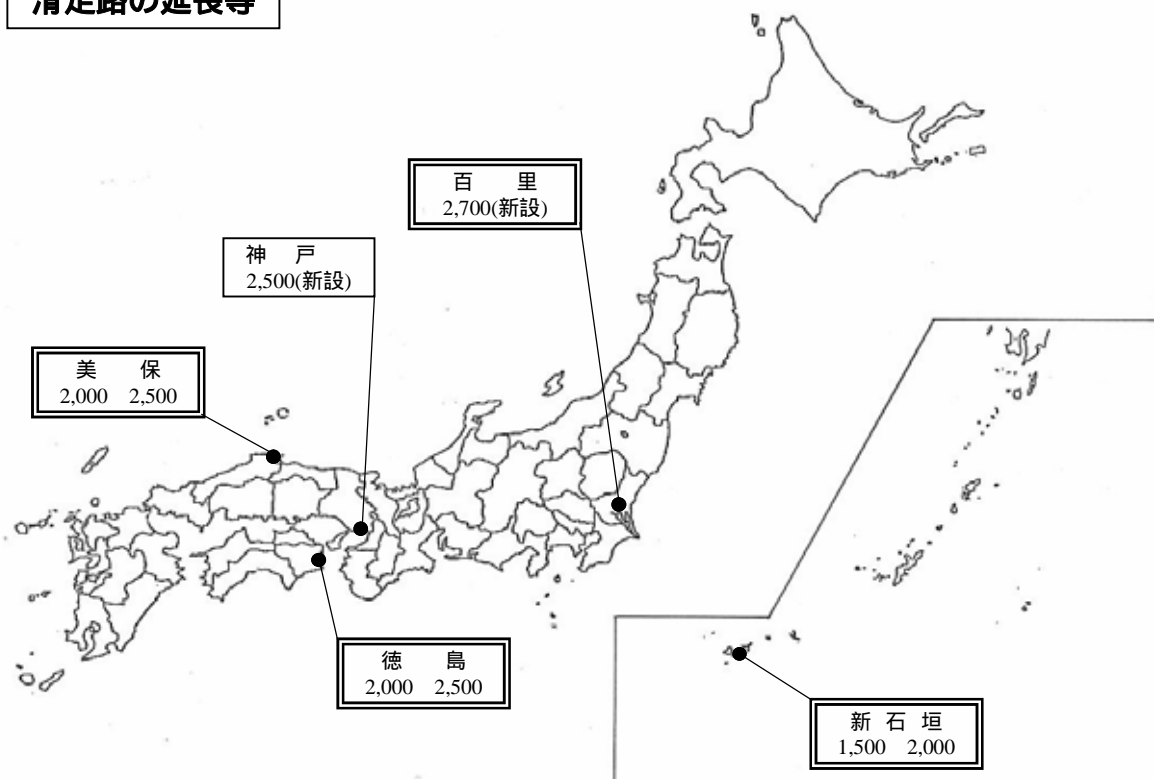 滑走路の延長等
百 里
2,700(新設)
神 戸
2,500(新設)
美 保
2,000 2,500
徳 島
2,000 2,500
新 石 垣
1,500 2,000